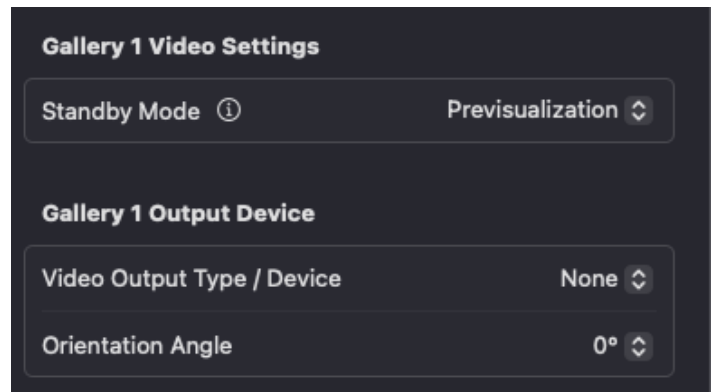 Gallery 1 Video Settings
Standby Mode ⓘ Previsualization
Gallery 1 Output Device
Video Output Type / Device None
Orientation Angle 0°